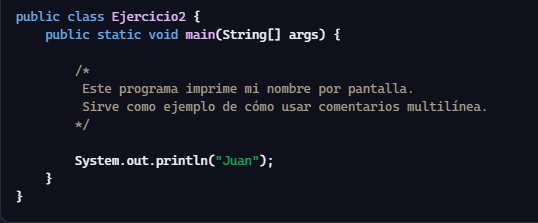 public class Ejercicio2 {
    public static void main(String[] args) {

        /*
         Este programa imprime mi nombre por pantalla.
         Sirve como ejemplo de cómo usar comentarios multilínea.
        */

        System.out.println("Juan");
    }
}